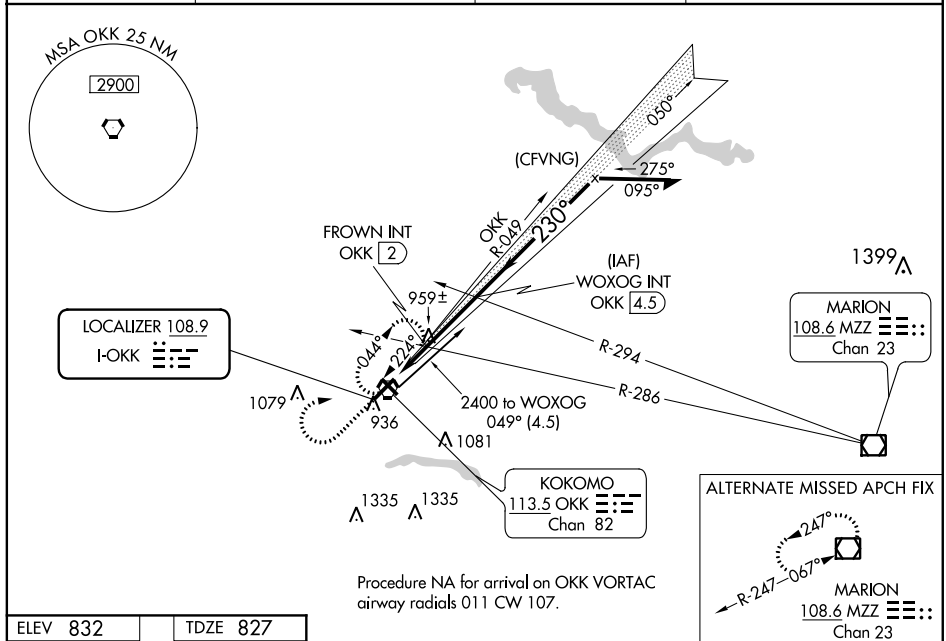 MSA OKK 25 NM
2900
(CFVNG)
050°
275°
095°
OKK
R-049
230°
FROWN INT
OKK 2
(IAF)
WOXOG INT
OKK 4.5
1399
959±
LOCALIZER 108.9
I-OKK
MARION
108.6 MZZ
Chan 23
R-294
R-286
044°
224°
1079
936
2400 to WOXOG
049° (4.5)
1081
KOKOMO
113.5 OKK
Chan 82
1335
1335
ALTERNATE MISSED APCH FIX
247°
R-247
067°
MARION
108.6 MZZ
Chan 23
Procedure NA for arrival on OKK VORTAC
airway radials 011 CW 107.
ELEV 832
TDZE 827